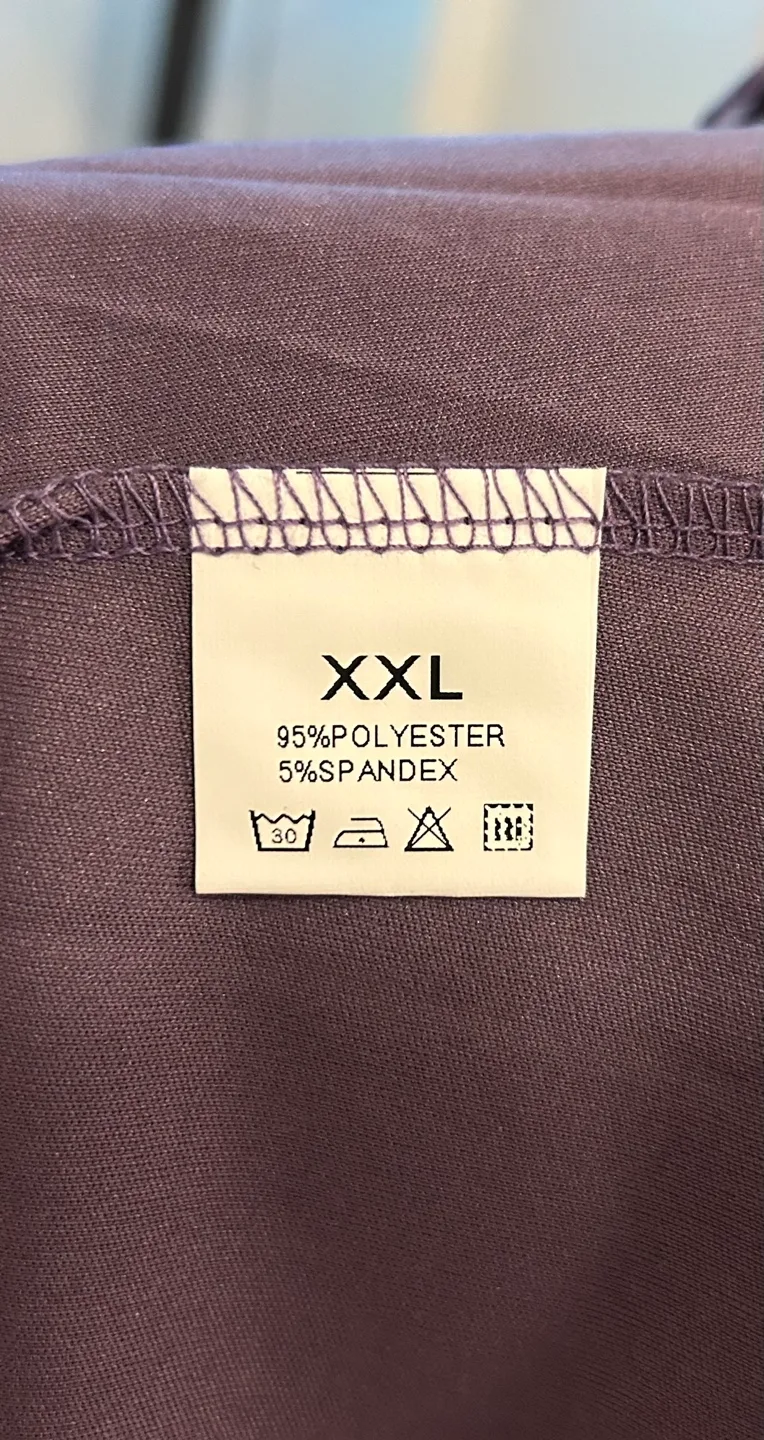 XXL
95%POLYESTER
5%SPANDEX
30